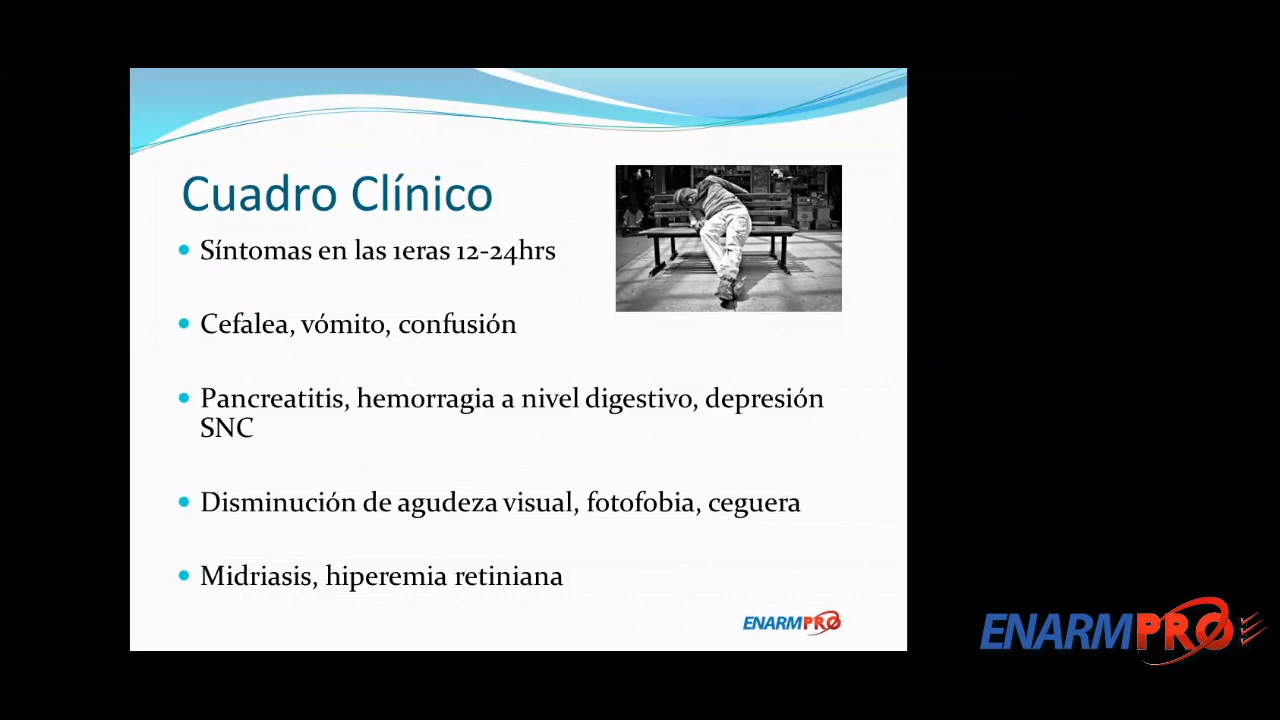 Cuadro Clínico
Síntomas en las 1eras 12-24hrs
Cefalea, vómito, confusión
Pancreatitis, hemorragia a nivel digestivo, depresión
SNC
Disminución de agudeza visual, fotofobia, ceguera
Midriasis, hiperemia retiniana
ENARMPRO
ENARMPRO